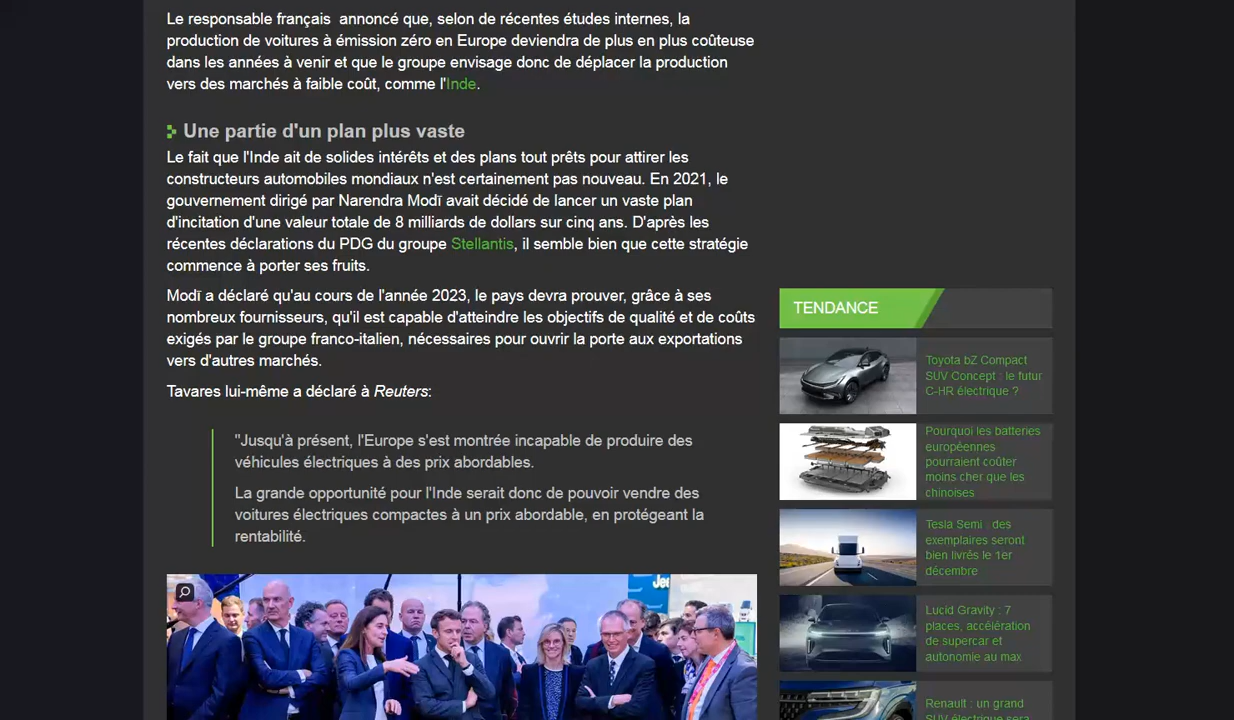 Le responsable français  annoncé que, selon de récentes études internes, la
production de voitures à émission zéro en Europe deviendra de plus en plus coûteuse
dans les années à venir et que le groupe envisage donc de déplacer la production
vers des marchés à faible coût, comme l'Inde.
Une partie d'un plan plus vaste
Le fait que l'Inde ait de solides intérêts et des plans tout prêts pour attirer les
constructeurs automobiles mondiaux n'est certainement pas nouveau. En 2021, le
gouvernement dirigé par Narendra Modī avait décidé de lancer un vaste plan
d'incitation d'une valeur totale de 8 milliards de dollars sur cinq ans. D'après les
récentes déclarations du PDG du groupe Stellantis, il semble bien que cette stratégie
commence à porter ses fruits.
Modī a déclaré qu'au cours de l'année 2023, le pays devra prouver, grâce à ses
nombreux fournisseurs, qu'il est capable d'atteindre les objectifs de qualité et de coûts
exigés par le groupe franco-italien, nécessaires pour ouvrir la porte aux exportations
vers d'autres marchés.
Tavares lui-même a déclaré à Reuters:
"Jusqu'à présent, l'Europe s'est montrée incapable de produire des
véhicules électriques à des prix abordables.
La grande opportunité pour l'Inde serait donc de pouvoir vendre des
voitures électriques compactes à un prix abordable, en protégeant la
rentabilité.
Jee
TENDANCE
Toyota bZ Compact
SUV Concept : le futur
C-HR électrique ?
Pourquoi les batteries
européennes
pourraient coûter
moins cher que les
chinoises
Tesla Semi : des
exemplaires seront
bien livrés le 1er
décembre
Lucid Gravity : 7
places, accélération
de supercar et
autonomie au max
Renault : un grand
SUV électrique sera